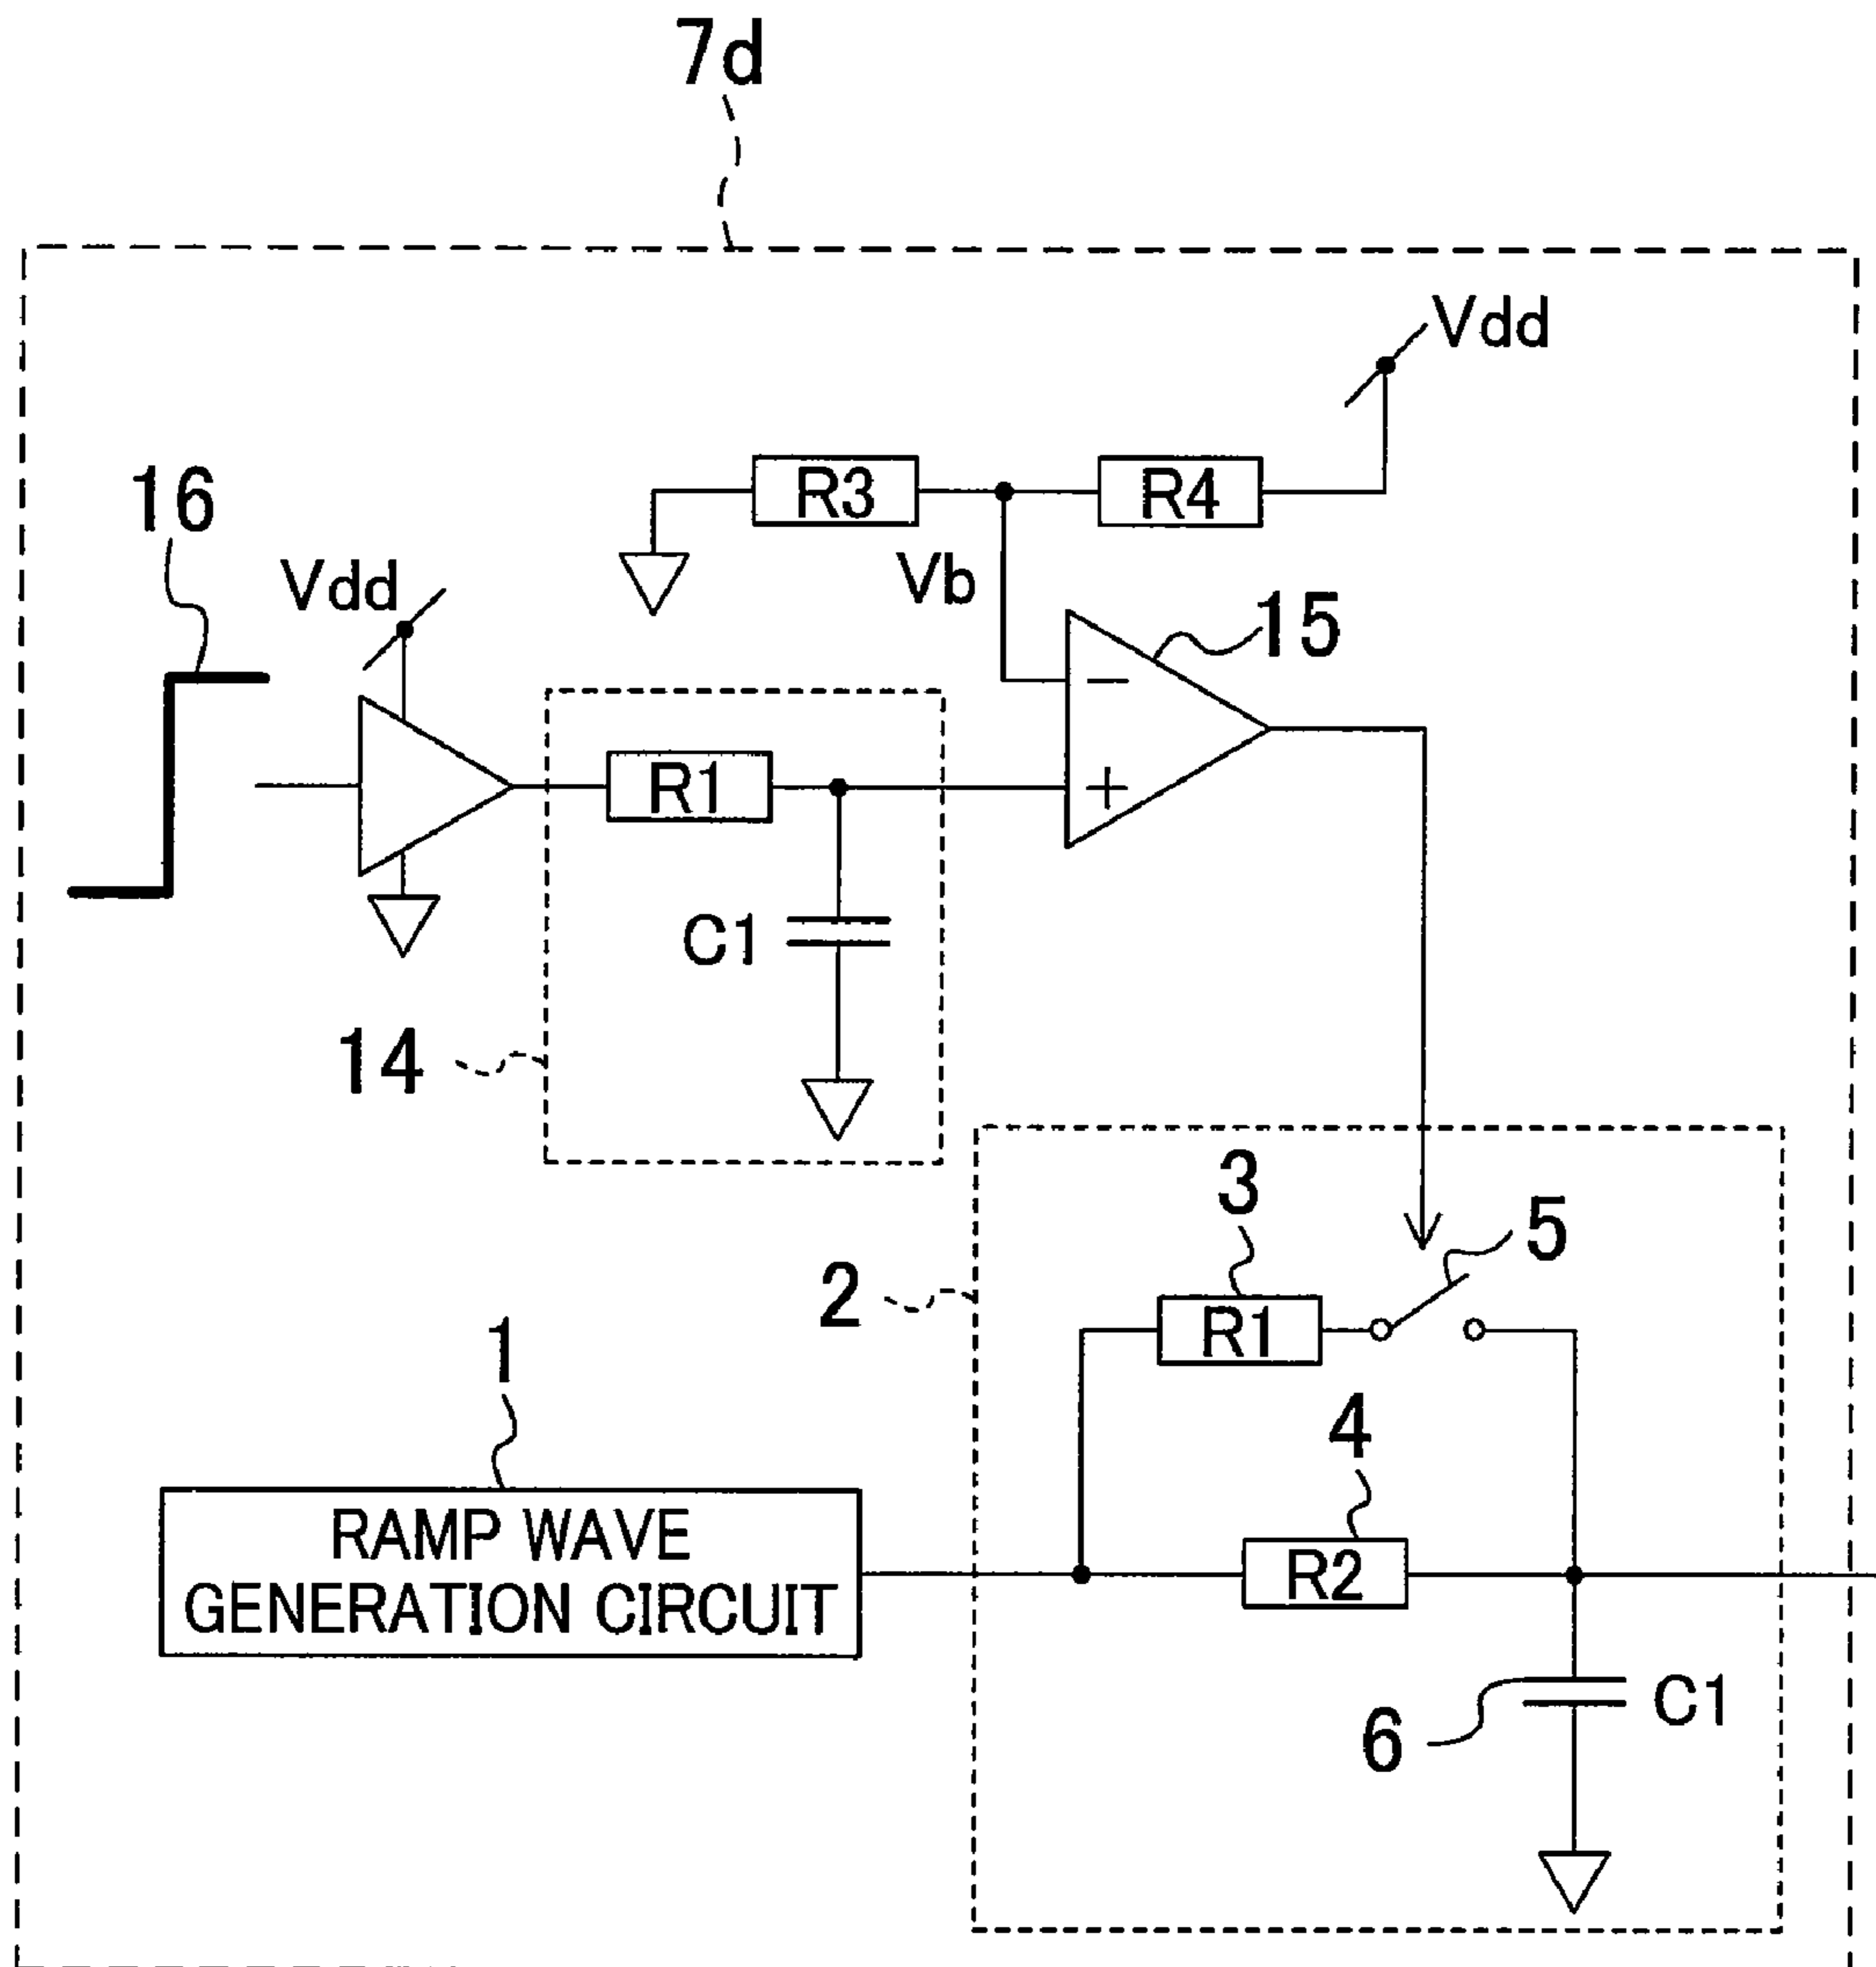 7d
Vdd
16
R3
R4
Vdd
Vb
15
−
R1
+
C1
14
3
5
2
R1
1
4
RAMP WAVE
GENERATION CIRCUIT
R2
6
C1